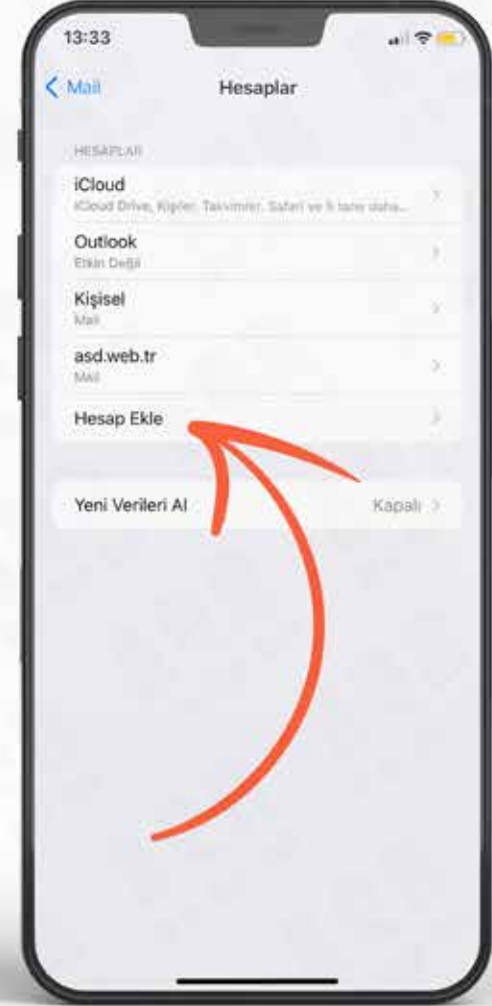 13:33
Mail
Hesaplar
HESAPLAR
iCloud
iCloud Drive, Kişiler, Takvimler, Safari ve 5 tane daha...
Outlook
Etkin Değil
Kişisel
Mail
asd.web.tr
Mail
Hesap Ekle
Yeni Verileri Al
Kapalı